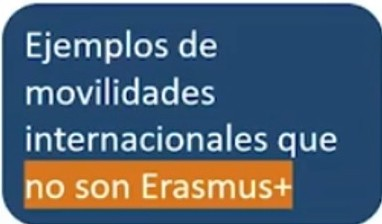 Ejemplos de
movilidades
internacionales que
no son Erasmus+